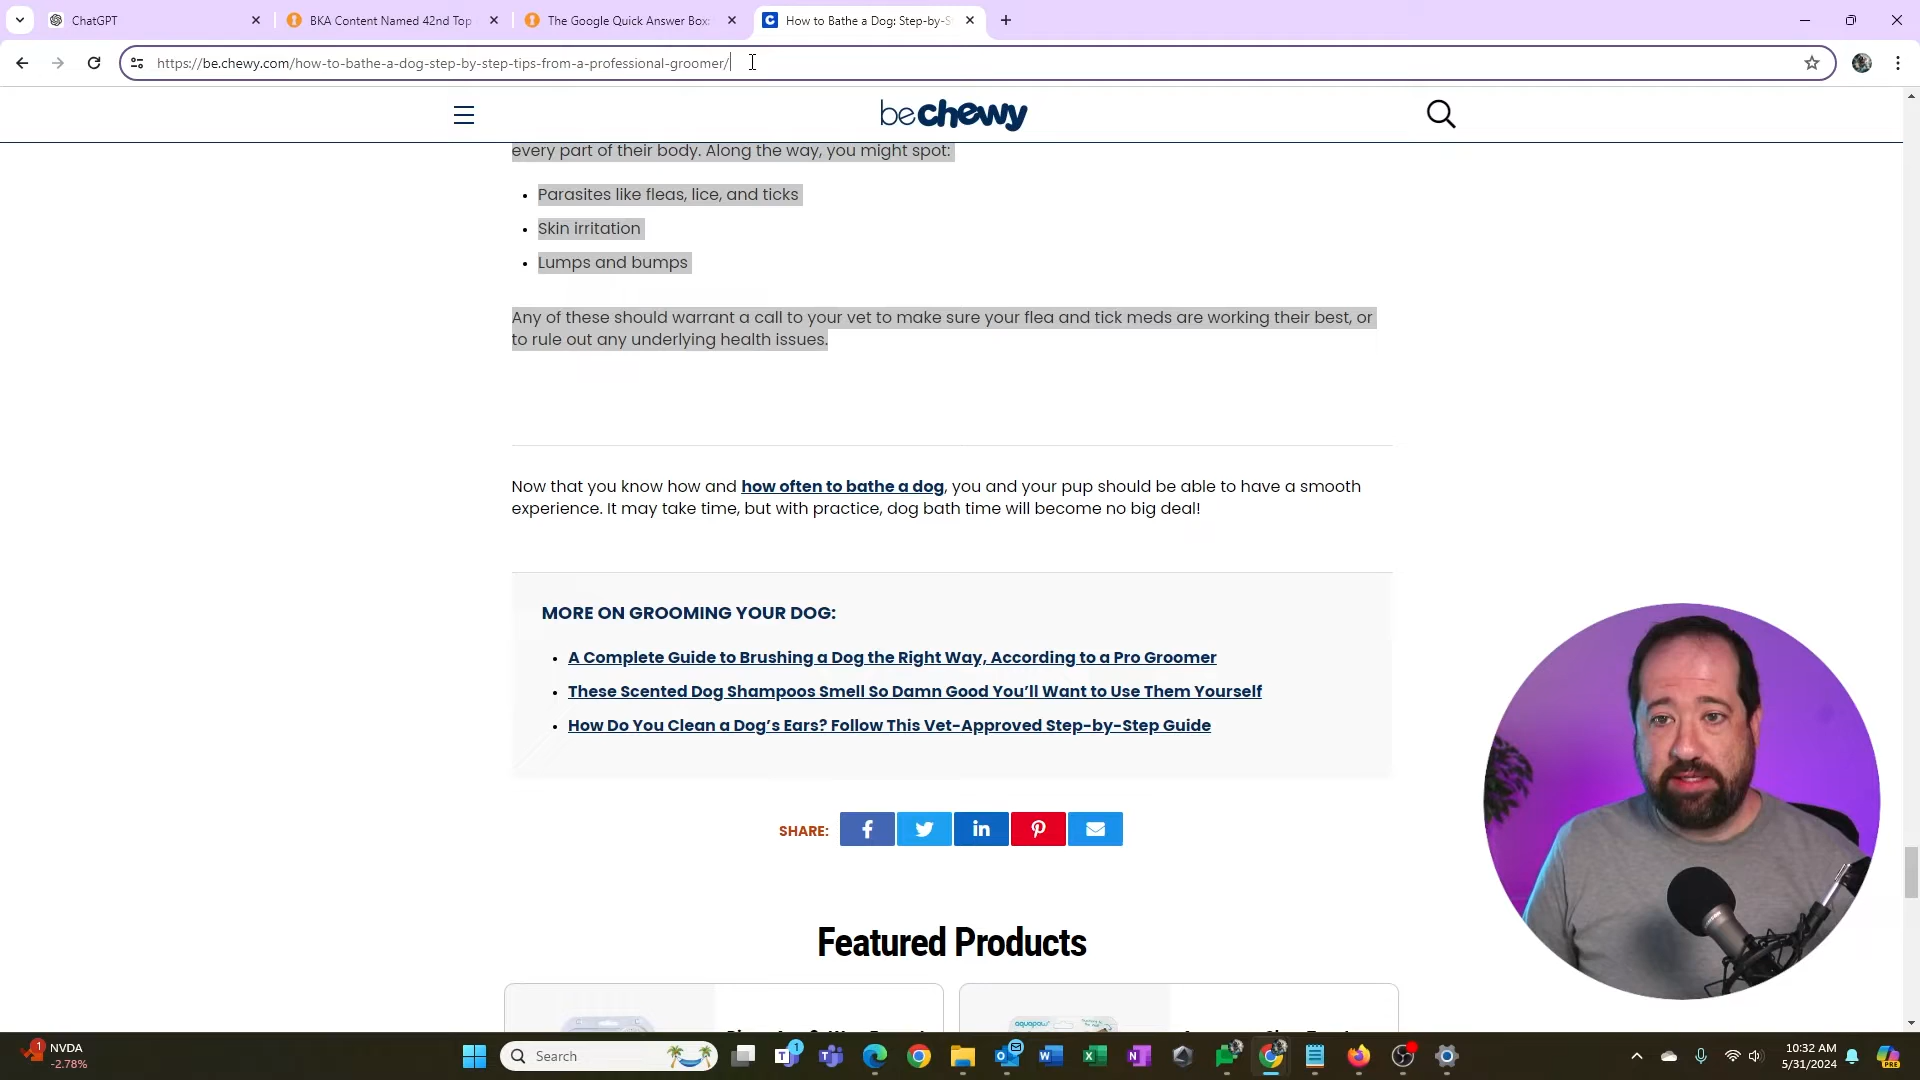 ChatGPT
BKA Content Named 42nd Top
The Google Quick Answer Box:
How to Bathe a Dog: Step-by-S
https://be.chewy.com/how-to-bathe-a-dog-step-by-step-tips-from-a-professional-groomer/
be chewy
every part of their body. Along the way, you might spot:
• Parasites like fleas, lice, and ticks
• Skin irritation
• Lumps and bumps
Any of these should warrant a call to your vet to make sure your flea and tick meds are working their best, or
to rule out any underlying health issues.
Now that you know how and how often to bathe a dog, you and your pup should be able to have a smooth
experience. It may take time, but with practice, dog bath time will become no big deal!
MORE ON GROOMING YOUR DOG:
• A Complete Guide to Brushing a Dog the Right Way, According to a Pro Groomer
• These Scented Dog Shampoos Smell So Damn Good You’ll Want to Use Them Yourself
• How Do You Clean a Dog’s Ears? Follow This Vet-Approved Step-by-Step Guide
SHARE:
Featured Products
aquapaw
1
NVDA
-2.78%
Search
1
10:32 AM
5/31/2024
PRE